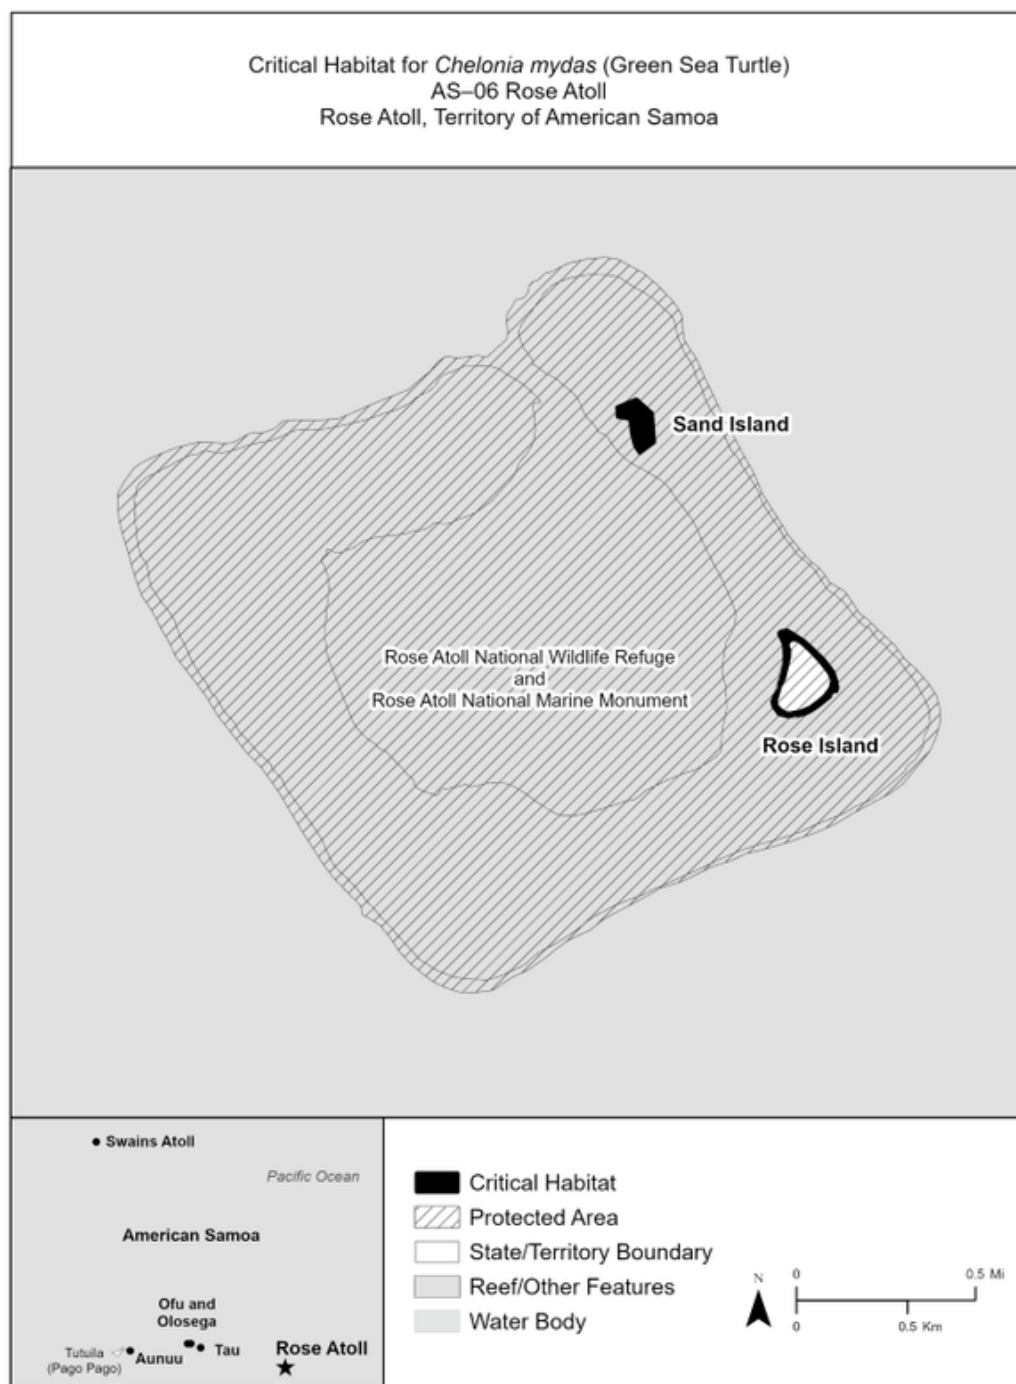 Critical Habitat for Chelonia mydas (Green Sea Turtle)
AS–06 Rose Atoll
Rose Atoll, Territory of American Samoa
Sand Island
Rose Atoll National Wildlife Refuge
and
Rose Atoll National Marine Monument
Rose Island
Swains Atoll
Pacific Ocean
American Samoa
Ofu and
Olosega
Tutuila
(Pago Pago)
Aunuu
Tau
Rose Atoll
Critical Habitat
Protected Area
State/Territory Boundary
Reef/Other Features
Water Body
N
0
0.5 Mi
0
0.5 Km